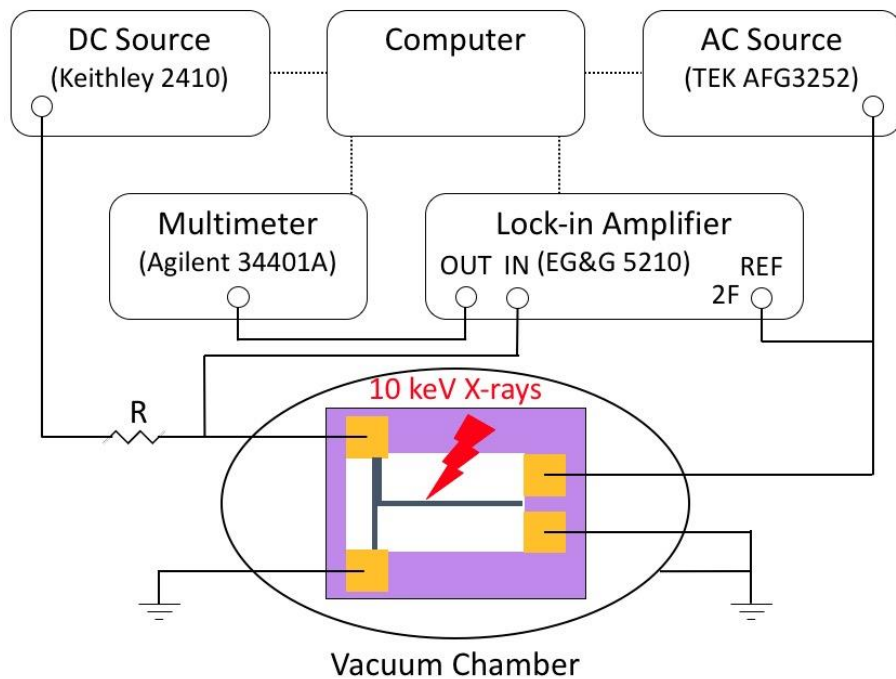 DC Source
(Keithley 2410)
Computer
AC Source
(TEK AFG3252)
Multimeter
(Agilent 34401A)
Lock-in Amplifier
(EG&G 5210)
OUT IN
REF
2F
10 keV X-rays
R
Vacuum Chamber